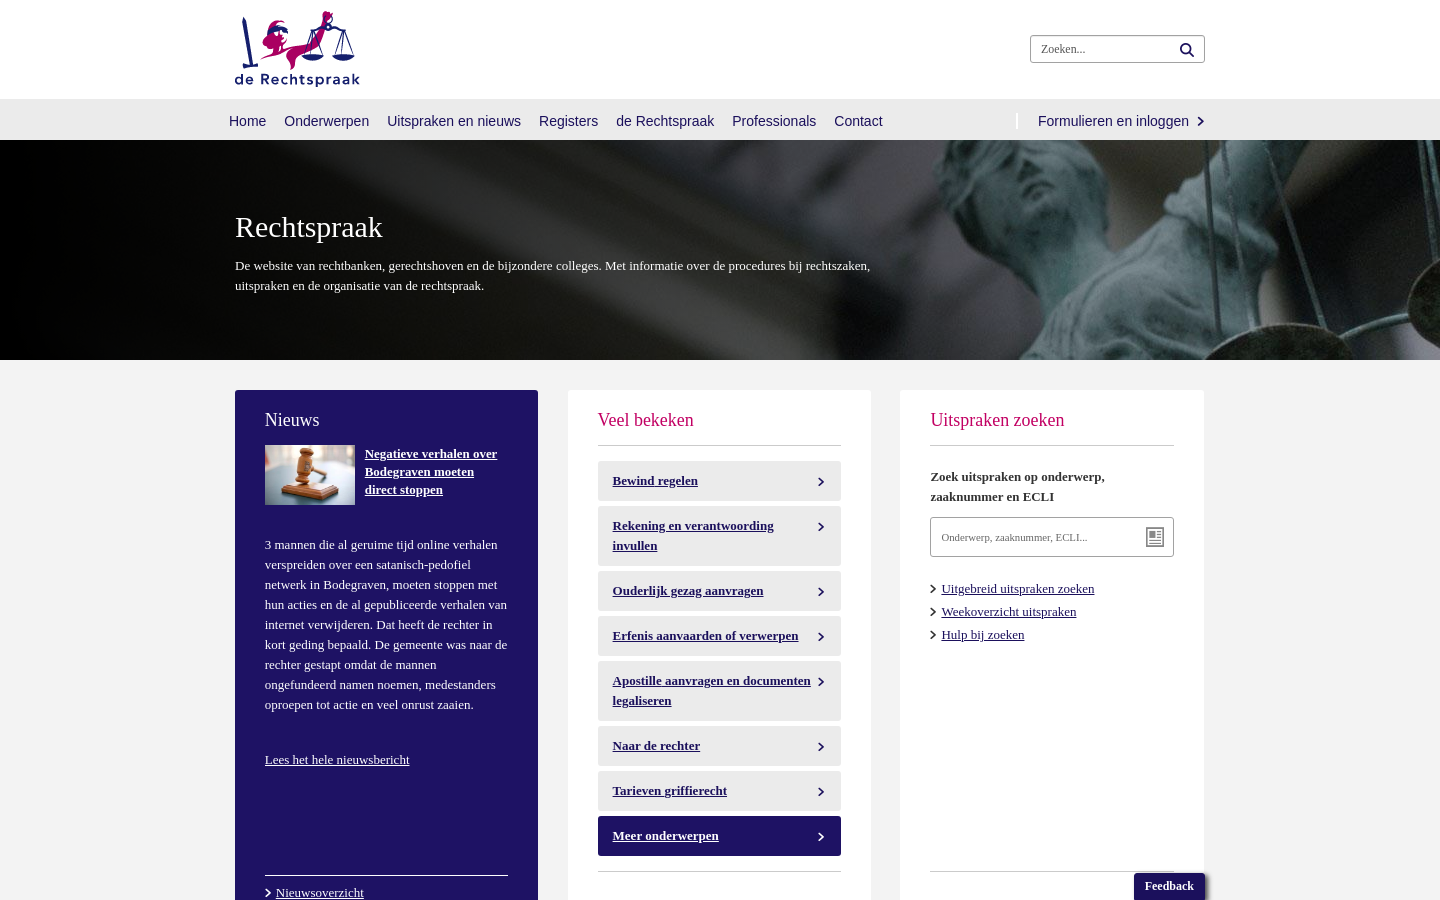 de Rechtspraak
Zoeken...
Home Onderwerpen Uitspraken en nieuws Registers de Rechtspraak Professionals Contact Formulieren en inloggen
Rechtspraak
De website van rechtbanken, gerechtshoven en de bijzondere colleges. Met informatie over de procedures bij rechtszaken,
uitspraken en de organisatie van de rechtspraak.
Nieuws
Negatieve verhalen over
Bodegraven moeten
direct stoppen
3 mannen die al geruime tijd online verhalen
verspreiden over een satanisch-pedofiel
netwerk in Bodegraven, moeten stoppen met
hun acties en de al gepubliceerde verhalen van
internet verwijderen. Dat heeft de rechter in
kort geding bepaald. De gemeente was naar de
rechter gestapt omdat de mannen
ongefundeerd namen noemen, medestanders
oproepen tot actie en veel onrust zaaien.
Lees het hele nieuwsbericht
Nieuwsoverzicht
Veel bekeken
Bewind regelen
Rekening en verantwoording
invullen
Ouderlijk gezag aanvragen
Erfenis aanvaarden of verwerpen
Apostille aanvragen en documenten
legaliseren
Naar de rechter
Tarieven griffierecht
Meer onderwerpen
Uitspraken zoeken
Zoek uitspraken op onderwerp,
zaaknummer en ECLI
Onderwerp, zaaknummer, ECLI...
Uitgebreid uitspraken zoeken
Weekoverzicht uitspraken
Hulp bij zoeken
Feedback